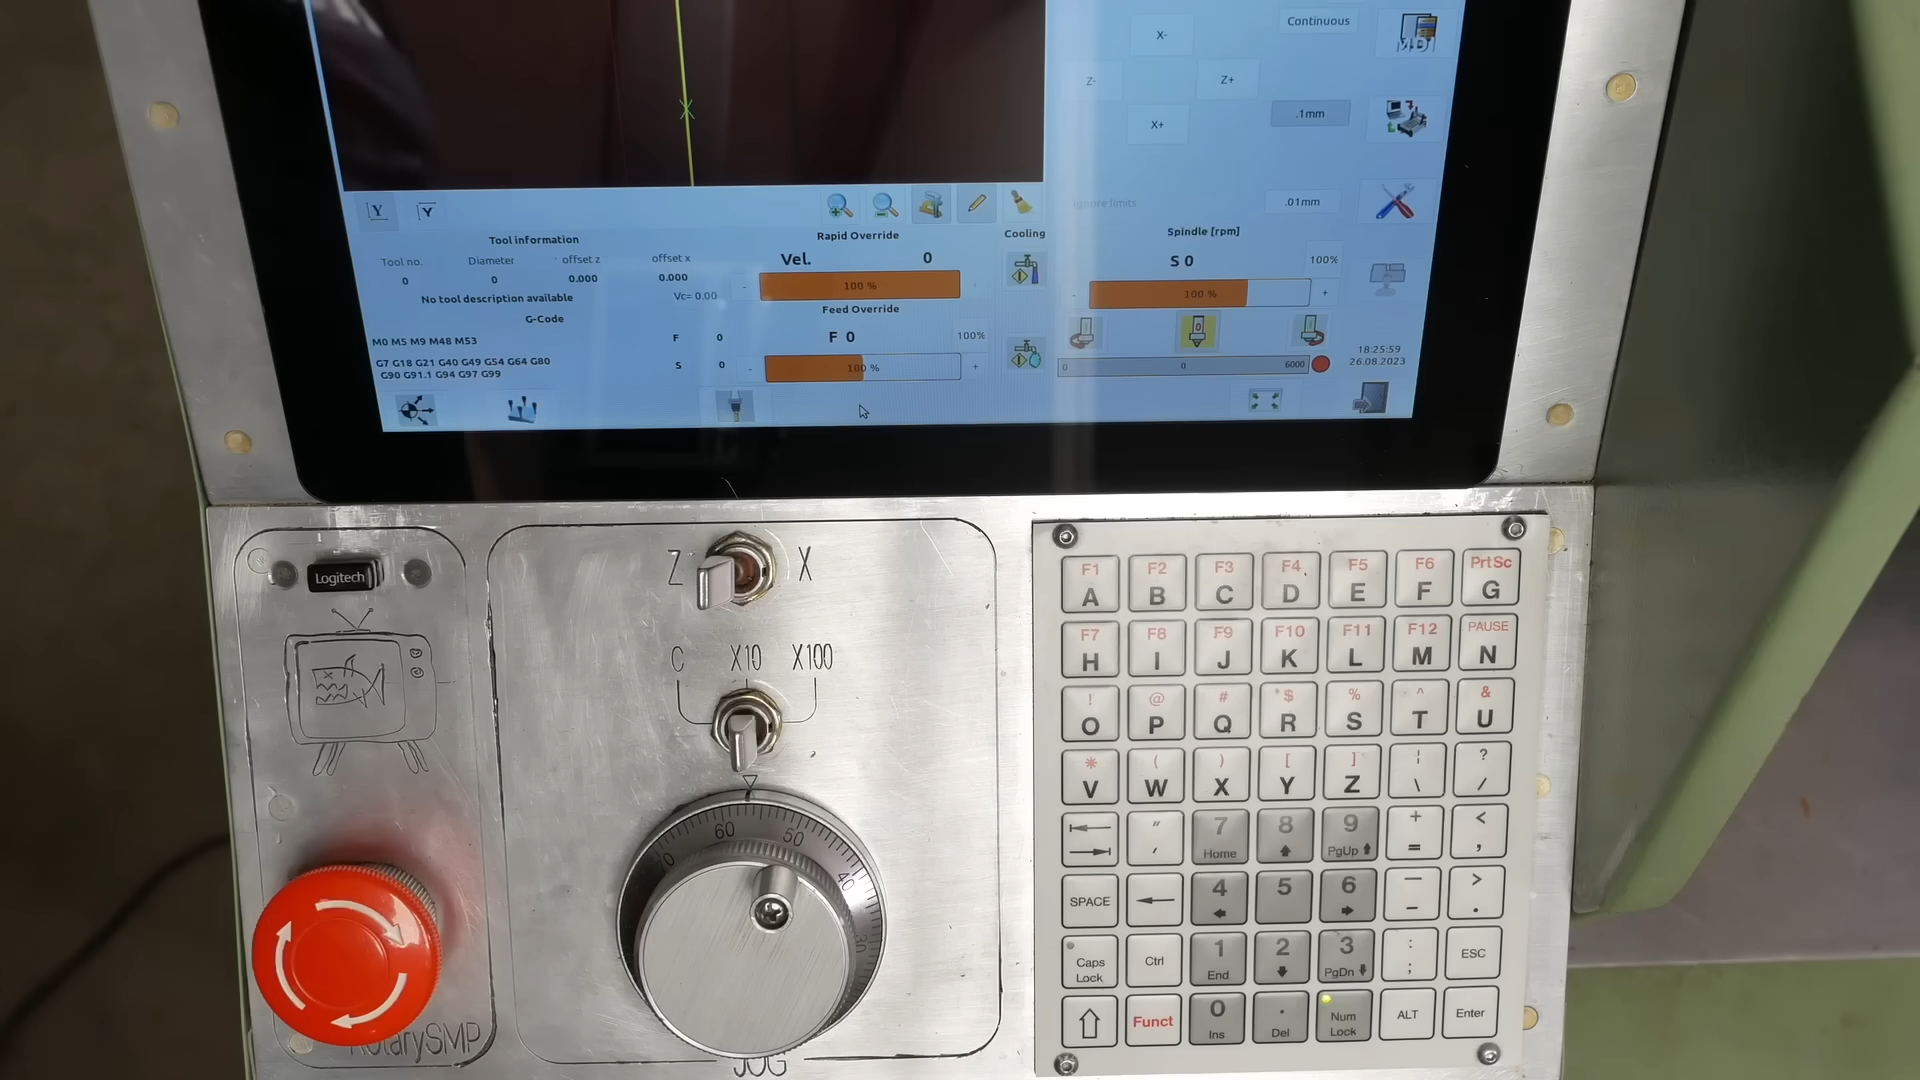 Continuous
X-
MDI
Z-
Z+
.1mm
X+
Y
Y
Ignore limits
.01mm
Tool information
Rapid Override
Cooling
Spindle [rpm]
Tool no.
Diameter
offset z
offset x
Vel.
0
S 0
100%
0
0
0.000
0.000
100 %
100 %
-
+
-
+
No tool description available
Vc= 0.00
G-Code
Feed Override
M0 M5 M9 M48 M53
F 0
F 0
100%
0
18:25:59
26.08.2023
G7 G18 G21 G40 G49 G54 G64 G80
G90 G91.1 G94 G97 G99
S 0
-
100 %
+
0
0
6000
Logitech
Z
X
C
X10
X100
70
60
50
40
30
RotarySMP
JOG
F1 F2 F3 F4 F5 F6 PrtSc
A B C D E F G
F7 F8 F9 F10 F11 F12 PAUSE
H I J K L M N
! @ # $ % ^ &
O P Q R S T U
* ( ) [ ] ¦ ?
V W X Y Z \ /
" 7 8 9 + <
' Home PgUp = ,
SPACE 4 5 6 — >
_ .
Caps Lock Ctrl 1 2 3 : ESC
End PgDn ;
Funct 0 . Num Lock ALT Enter
Ins Del